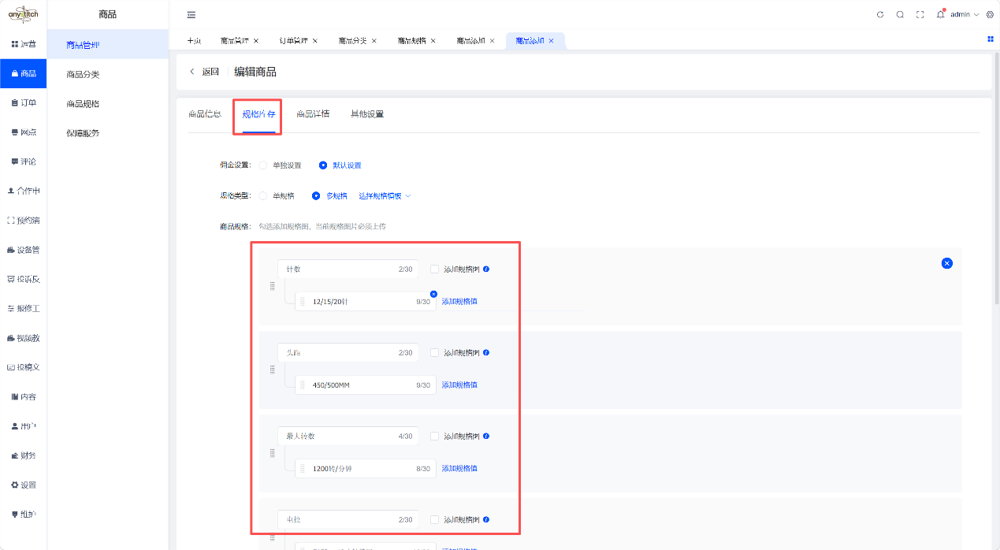 anystitch
商品
admin
运营
商品
订单
网点
评论
合作申
预约演
设备管
投诉反
报修工
视频教
投稿文
内容
用户
财务
设置
维护
商品管理
商品分类
商品规格
保障服务
主页
商品管理
订单管理
商品分类
商品规格
商品添加
商品添加
返回
编辑商品
商品信息
规格库存
商品详情
其他设置
佣金设置：
单独设置
默认设置
规格类型：
单规格
多规格
选择规格模板
商品规格：
勾选添加规格图，当前规格图片必须上传
针数
2/30
添加规格图
12/15/20针
9/30
添加规格值
头距
2/30
添加规格图
450/500MM
9/30
添加规格值
最大转数
4/30
添加规格图
1200转/分钟
8/30
添加规格值
电控
2/30
添加规格图